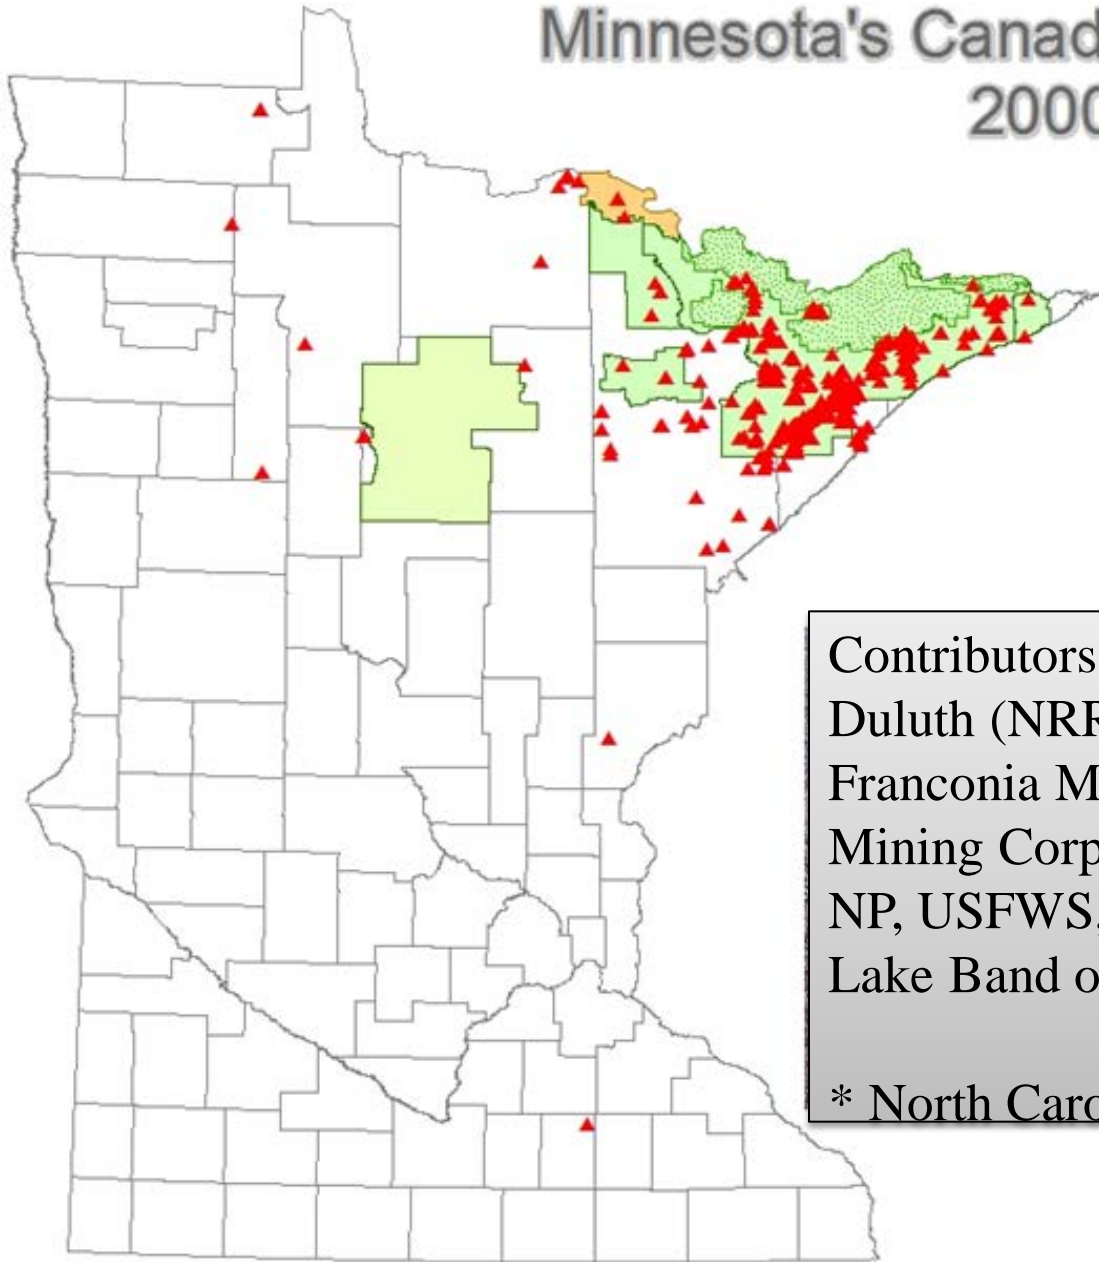 Minnesota's Canad
2000
Contributors
Duluth (NRR
Franconia M
Mining Corp
NP, USFWS,
Lake Band o
* North Caro